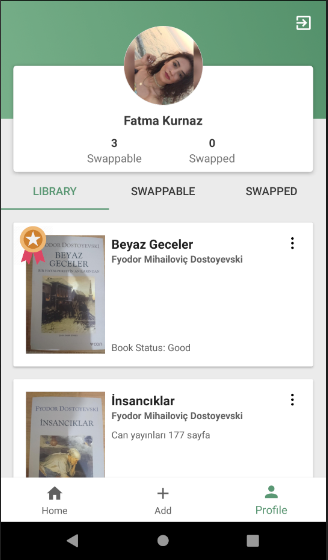 Fatma Kurnaz
3 0
Swappable Swapped
LIBRARY SWAPPABLE SWAPPED
FYODOR DOSTOYEVSKI
BEYAZ
GECELER
Beyaz Geceler
Fyodor Mihailoviç Dostoyevski
Book Status: Good
FYODOR DOSTOYEVSKI
İNSANCIKLAR
İnsancıklar
Fyodor Mihailoviç Dostoyevski
Can yayınları 177 sayfa
Home Add Profile